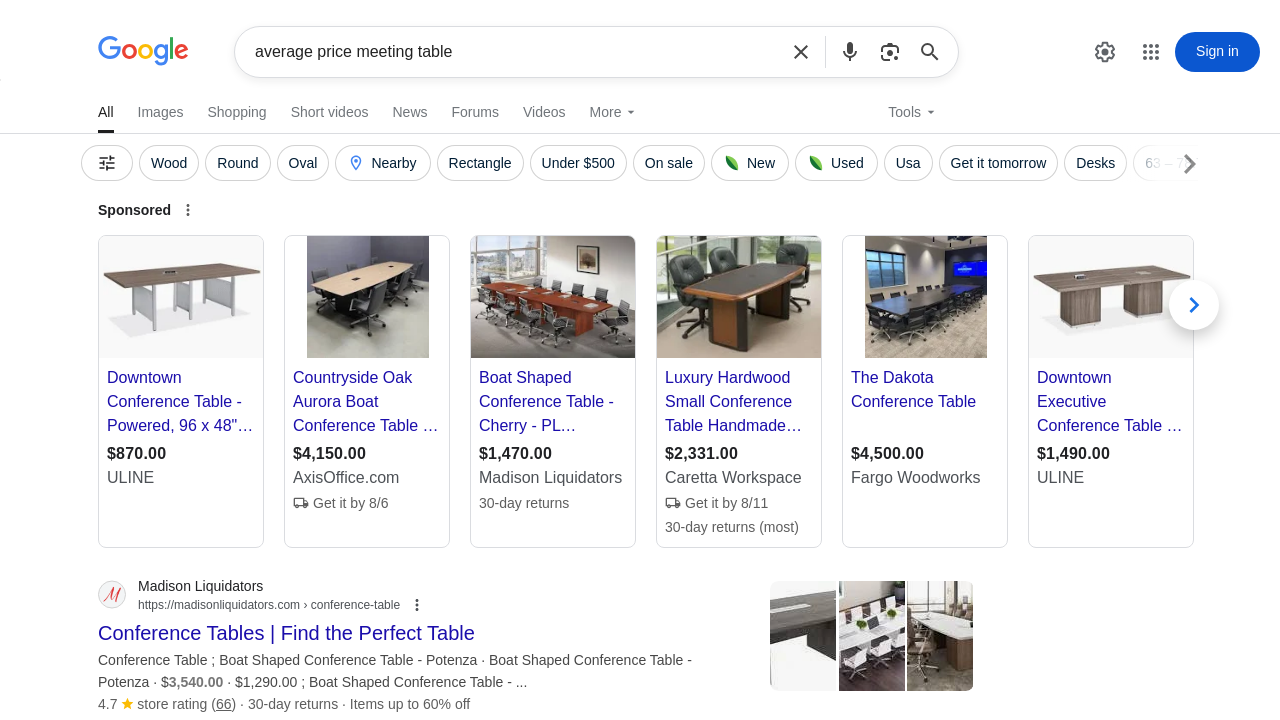 Google
average price meeting table
Sign in
All
Images
Shopping
Short videos
News
Forums
Videos
More
Tools
Wood
Round
Oval
Nearby
Rectangle
Under $500
On sale
New
Used
Usa
Get it tomorrow
Desks
Sponsored
Downtown
Conference Table -
Powered, 96 x 48"…
$870.00
ULINE
Countryside Oak
Aurora Boat
Conference Table …
$4,150.00
AxisOffice.com
Get it by 8/6
Boat Shaped
Conference Table -
Cherry - PL…
$1,470.00
Madison Liquidators
30-day returns
Luxury Hardwood
Small Conference
Table Handmade…
$2,331.00
Caretta Workspace
Get it by 8/11
30-day returns (most)
The Dakota
Conference Table
$4,500.00
Fargo Woodworks
Downtown
Executive
Conference Table …
$1,490.00
ULINE
Madison Liquidators
https://madisonliquidators.com › conference-table
Conference Tables | Find the Perfect Table
Conference Table ; Boat Shaped Conference Table - Potenza · Boat Shaped Conference Table -
Potenza · $3,540.00 · $1,290.00 ; Boat Shaped Conference Table - ...
4.7 ★ store rating (66) · 30-day returns · Items up to 60% off